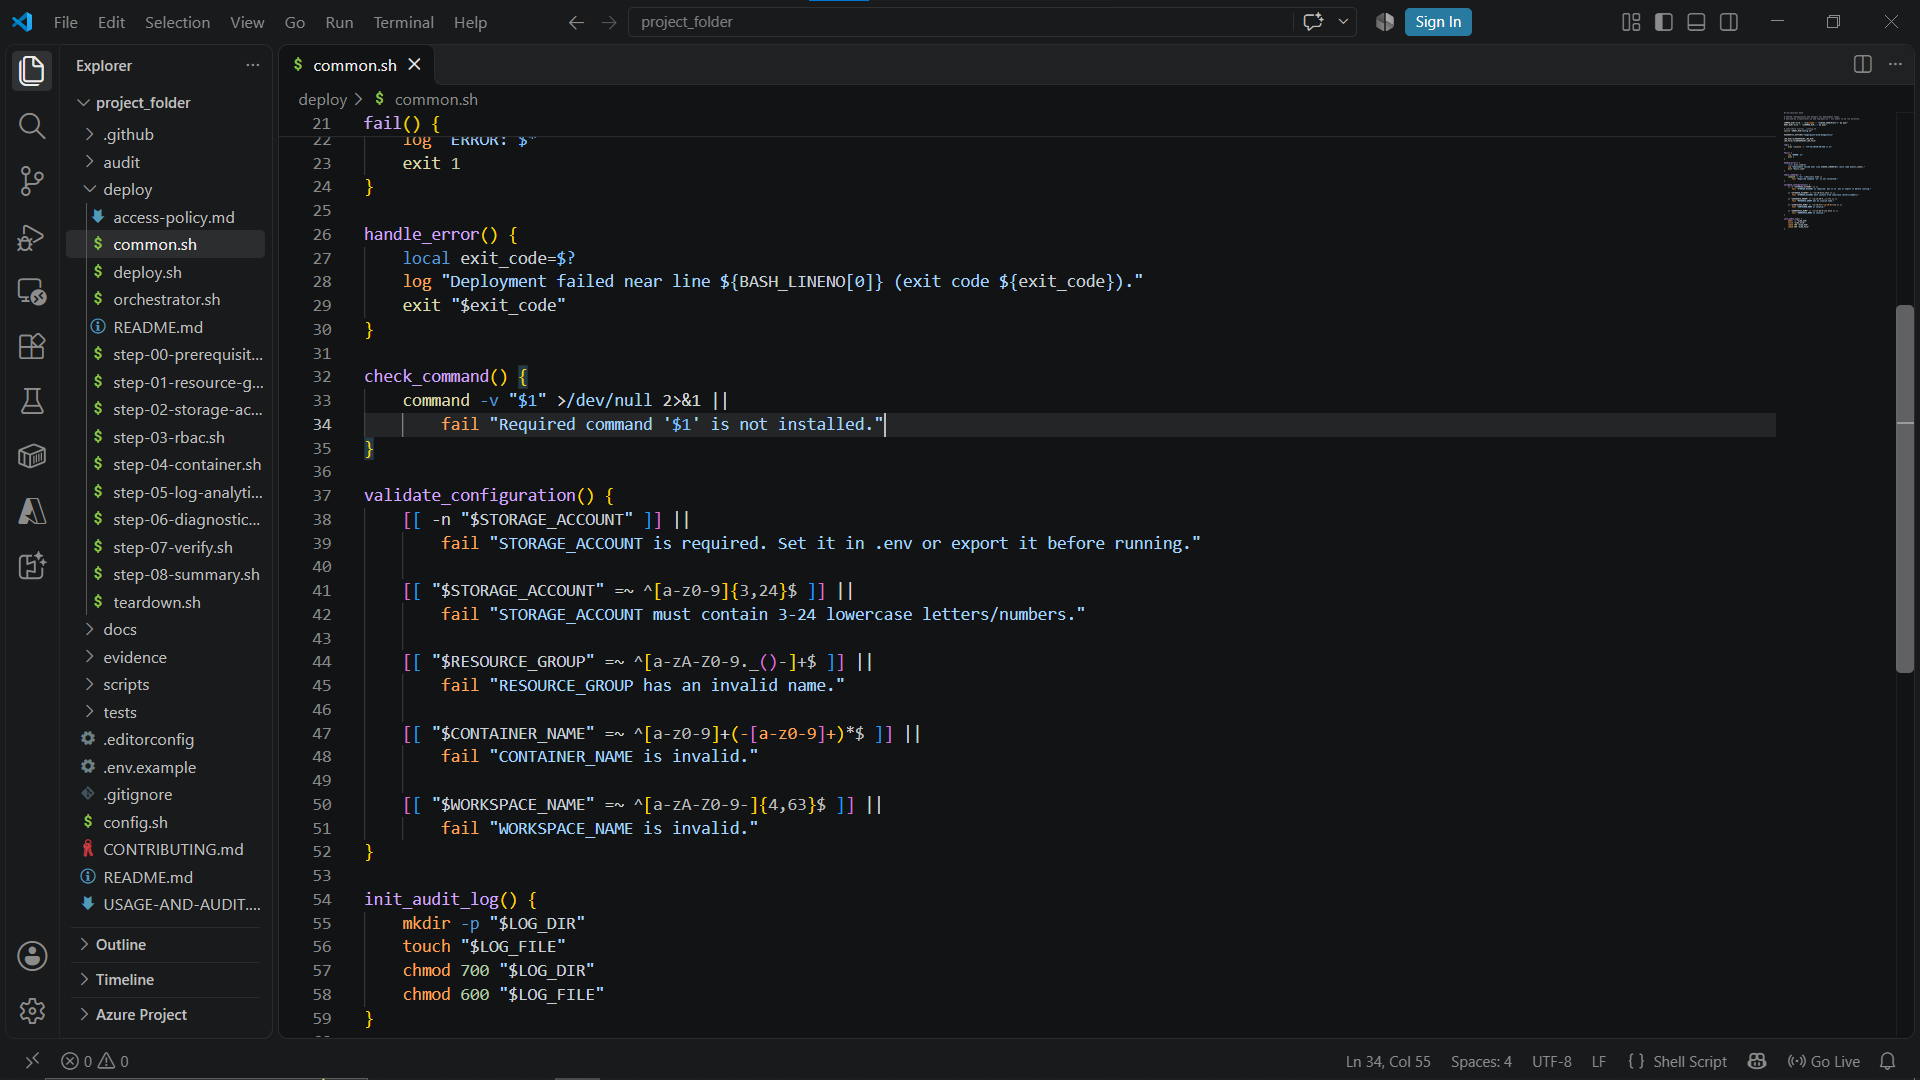 File Edit Selection View Go Run Terminal Help
project_folder
Sign In
Explorer
project_folder
.github
audit
deploy
access-policy.md
common.sh
deploy.sh
orchestrator.sh
README.md
step-00-prerequisit...
step-01-resource-g...
step-02-storage-ac...
step-03-rbac.sh
step-04-container.sh
step-05-log-analyti...
step-06-diagnostic...
step-07-verify.sh
step-08-summary.sh
teardown.sh
docs
evidence
scripts
tests
.editorconfig
.env.example
.gitignore
config.sh
CONTRIBUTING.md
README.md
USAGE-AND-AUDIT....
Outline
Timeline
Azure Project
$ common.sh
deploy > $ common.sh
21 fail() {
22     log "ERROR: $*"
23     exit 1
24 }
25
26 handle_error() {
27     local exit_code=$?
28     log "Deployment failed near line ${BASH_LINENO[0]} (exit code ${exit_code})."
29     exit "$exit_code"
30 }
31
32 check_command() {
33     command -v "$1" >/dev/null 2>&1 ||
34         fail "Required command '$1' is not installed."
35 }
36
37 validate_configuration() {
38     [[ -n "$STORAGE_ACCOUNT" ]] ||
39         fail "STORAGE_ACCOUNT is required. Set it in .env or export it before running."
40
41     [[ "$STORAGE_ACCOUNT" =~ ^[a-z0-9]{3,24}$ ]] ||
42         fail "STORAGE_ACCOUNT must contain 3-24 lowercase letters/numbers."
43
44     [[ "$RESOURCE_GROUP" =~ ^[a-zA-Z0-9._()-]+$ ]] ||
45         fail "RESOURCE_GROUP has an invalid name."
46
47     [[ "$CONTAINER_NAME" =~ ^[a-z0-9]+(-[a-z0-9]+)*$ ]] ||
48         fail "CONTAINER_NAME is invalid."
49
50     [[ "$WORKSPACE_NAME" =~ ^[a-zA-Z0-9-]{4,63}$ ]] ||
51         fail "WORKSPACE_NAME is invalid."
52 }
53
54 init_audit_log() {
55     mkdir -p "$LOG_DIR"
56     touch "$LOG_FILE"
57     chmod 700 "$LOG_DIR"
58     chmod 600 "$LOG_FILE"
59 }
0 0
Ln 34, Col 55 Spaces: 4 UTF-8 LF {} Shell Script Go Live